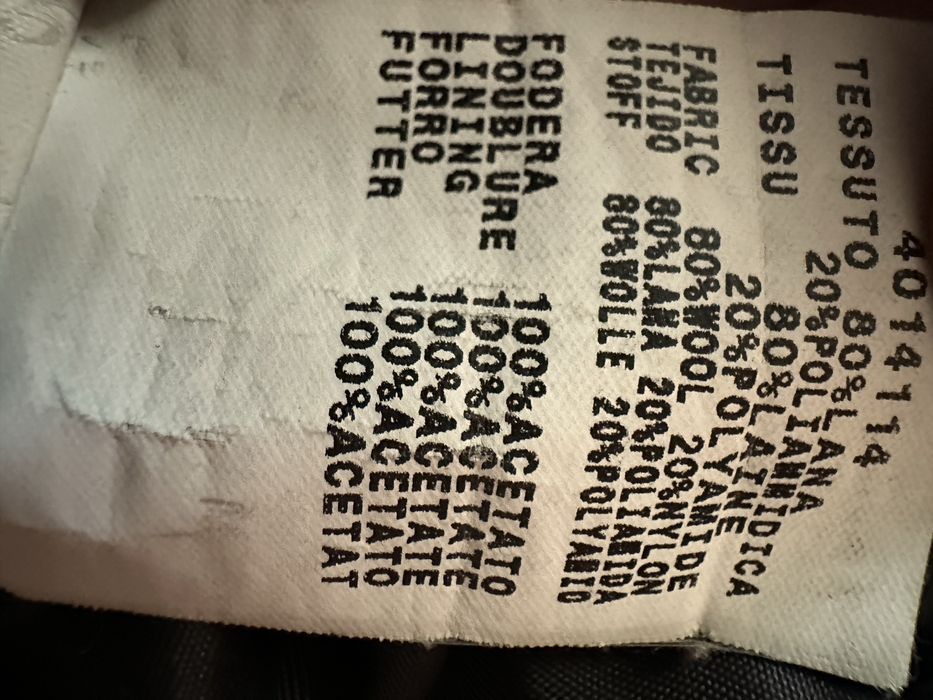 4014114
TESSUTO 80%LANA
20%POLIAMMIDICA
TISSU 80%LAINE
20%POLYAMIDE
FABRIC 80%WOOL 20%NYLON
TEJIDO 80%LANA 20%POLIAMIDA
STOFF 80%WOLLE 20%POLYAMID
FODERA 100%ACETATO
DOUBLURE 100%ACETATE
LINING 100%ACETATE
FORRO 100%ACETATO
FUTTER 100%ACETAT